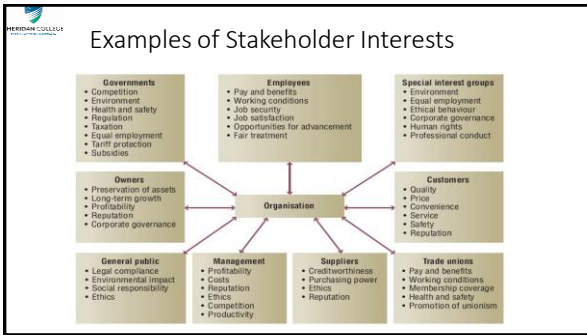 MERIDIAN COLLEGE
Examples of Stakeholder Interests
Governments
• Competition
• Environment
• Health and safety
• Regulation
• Taxation
• Equal employment
• Tariff protection
• Subsidies
Employees
• Pay and benefits
• Working conditions
• Job security
• Job satisfaction
• Opportunities for advancement
• Fair treatment
Special interest groups
• Environment
• Equal employment
• Ethical behaviour
• Corporate governance
• Human rights
• Professional conduct
Owners
• Preservation of assets
• Long-term growth
• Profitability
• Reputation
• Corporate governance
Organisation
Customers
• Quality
• Price
• Convenience
• Service
• Safety
• Reputation
General public
• Legal compliance
• Environmental impact
• Social responsibility
• Ethics
Management
• Profitability
• Costs
• Reputation
• Ethics
• Competition
• Productivity
Suppliers
• Creditworthiness
• Purchasing power
• Ethics
• Reputation
Trade unions
• Pay and benefits
• Working conditions
• Membership coverage
• Health and safety
• Promotion of unionism